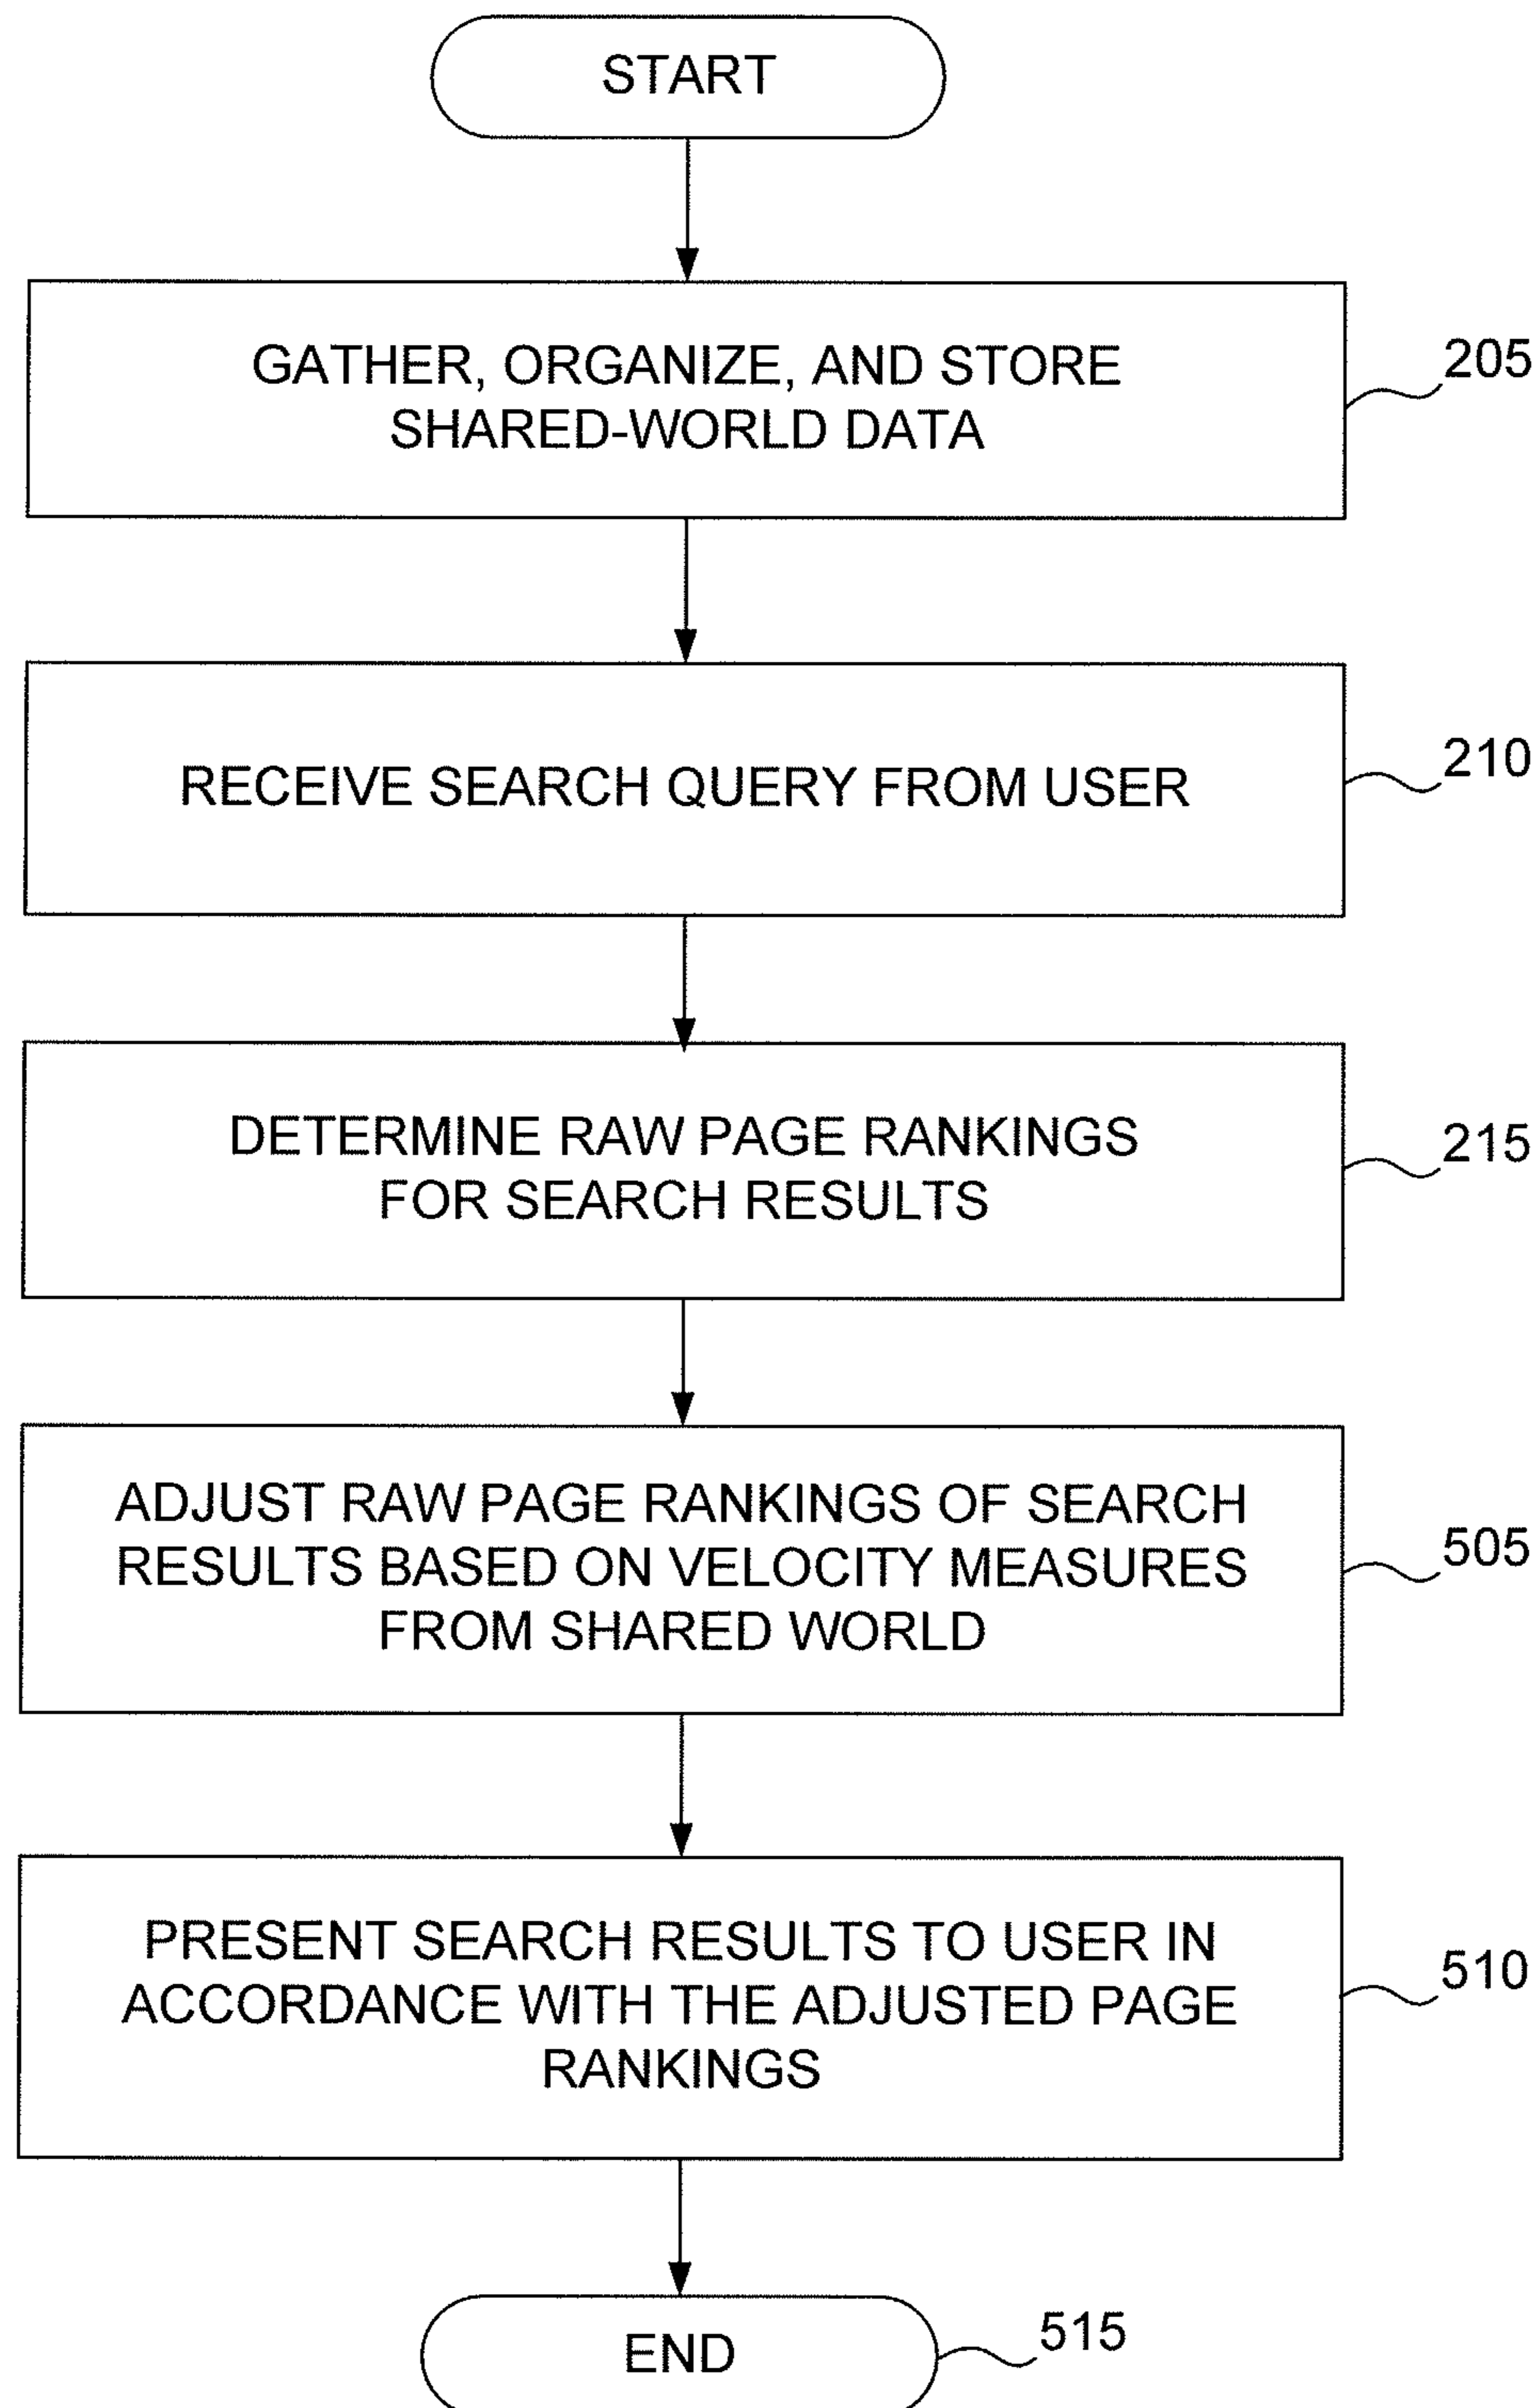 START
GATHER, ORGANIZE, AND STORE
SHARED-WORLD DATA
205
RECEIVE SEARCH QUERY FROM USER
210
DETERMINE RAW PAGE RANKINGS
FOR SEARCH RESULTS
215
ADJUST RAW PAGE RANKINGS OF SEARCH
RESULTS BASED ON VELOCITY MEASURES
FROM SHARED WORLD
505
PRESENT SEARCH RESULTS TO USER IN
ACCORDANCE WITH THE ADJUSTED PAGE
RANKINGS
510
END
515